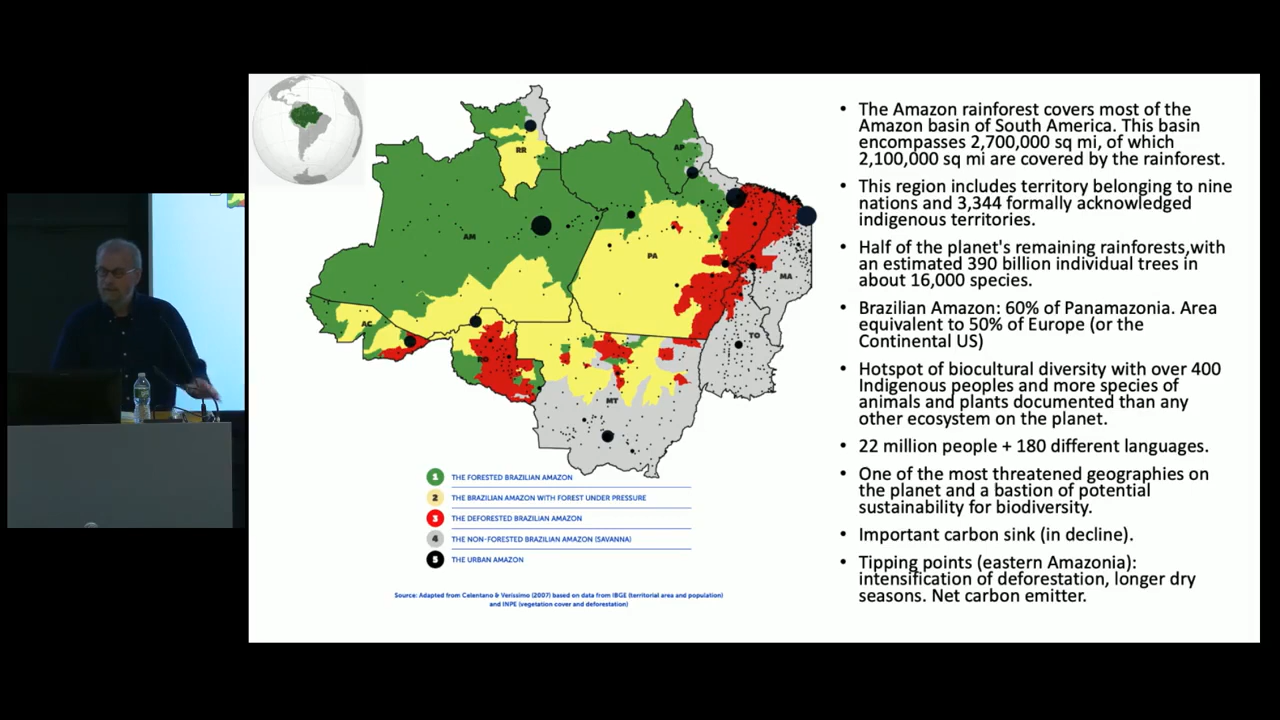 RR
AP
AM
PA
MA
AC
TO
RO
MT
1 THE FORESTED BRAZILIAN AMAZON
2 THE BRAZILIAN AMAZON WITH FOREST UNDER PRESSURE
3 THE DEFORESTED BRAZILIAN AMAZON
4 THE NON-FORESTED BRAZILIAN AMAZON (SAVANNA)
5 THE URBAN AMAZON
Source: Adapted from Celentano & Veríssimo (2007) based on data from IBGE (territorial area and population)
and INPE (vegetation cover and deforestation)
• The Amazon rainforest covers most of the
Amazon basin of South America. This basin
encompasses 2,700,000 sq mi, of which
2,100,000 sq mi are covered by the rainforest.
• This region includes territory belonging to nine
nations and 3,344 formally acknowledged
indigenous territories.
• Half of the planet's remaining rainforests,with
an estimated 390 billion individual trees in
about 16,000 species.
• Brazilian Amazon: 60% of Panamazonia. Area
equivalent to 50% of Europe (or the
Continental US)
• Hotspot of biocultural diversity with over 400
Indigenous peoples and more species of
animals and plants documented than any
other ecosystem on the planet.
• 22 million people + 180 different languages.
• One of the most threatened geographies on
the planet and a bastion of potential
sustainability for biodiversity.
• Important carbon sink (in decline).
• Tipping points (eastern Amazonia):
intensification of deforestation, longer dry
seasons. Net carbon emitter.